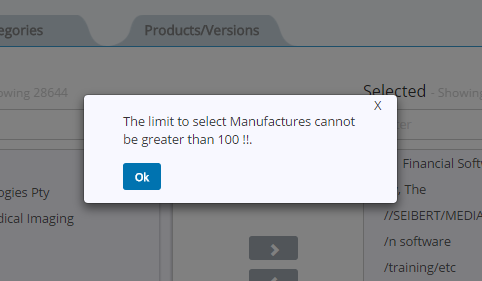 egories
Products/Versions
owing 28644
Selected - Showing
X
The limit to select Manufactures cannot
be greater than 100 !!.
Ok
Financial Softw
ogies Pty
The
dical Imaging
//SEIBERT/MEDIA
/n software
/training/etc